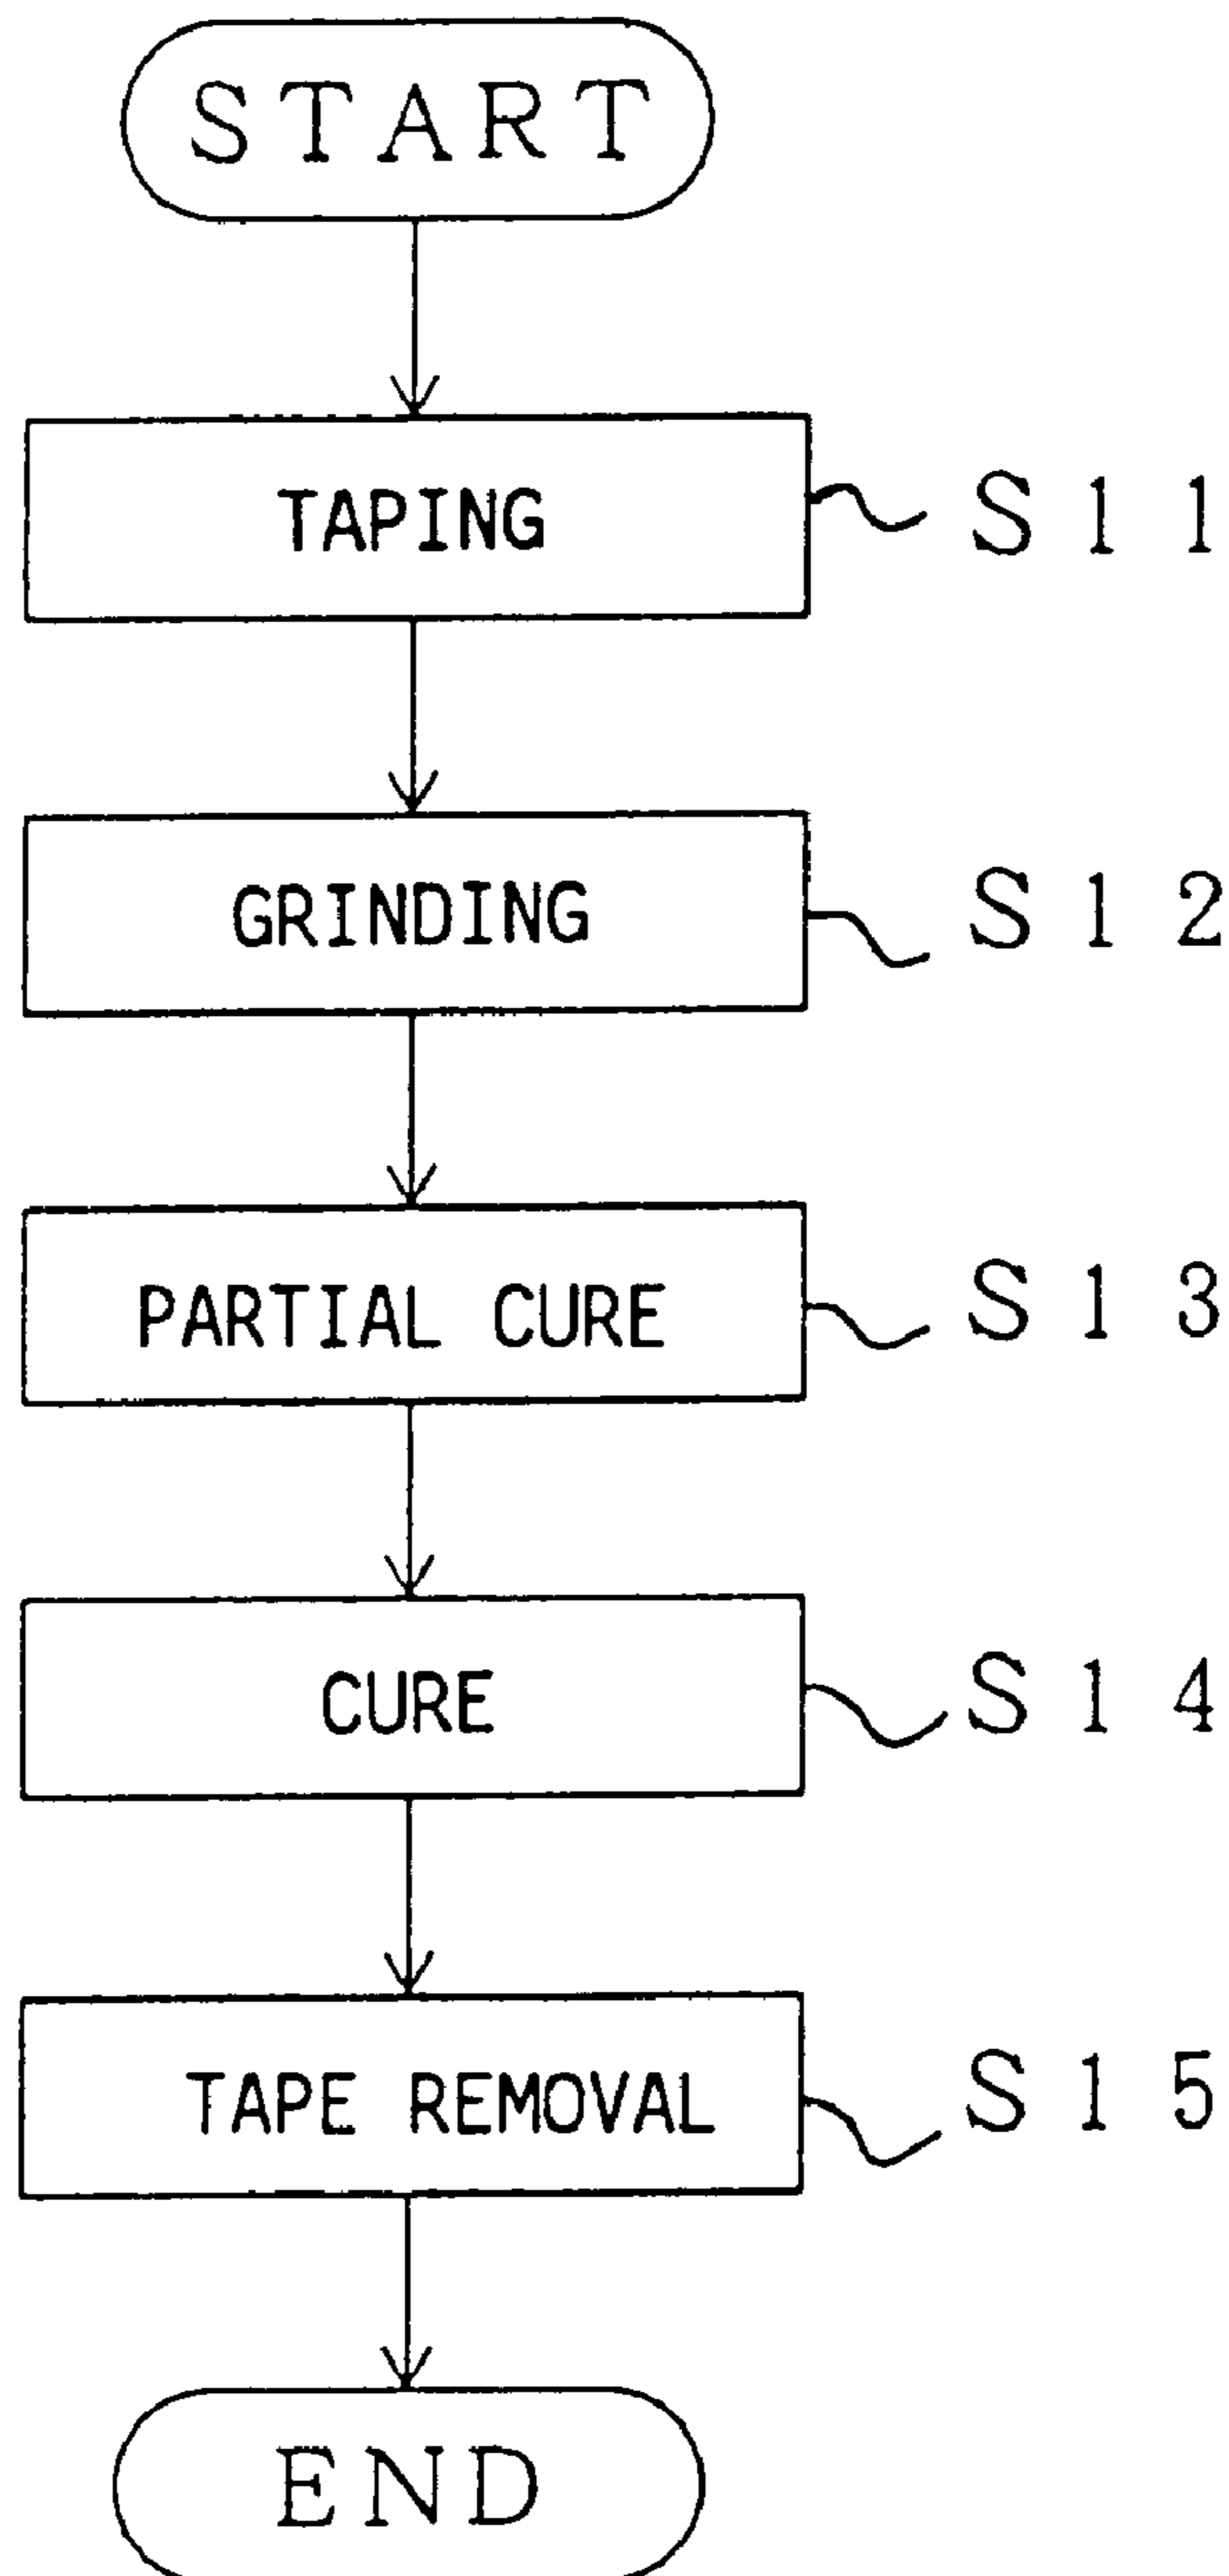 START
TAPING S11
GRINDING S12
PARTIAL CURE S13
CURE S14
TAPE REMOVAL S15
END